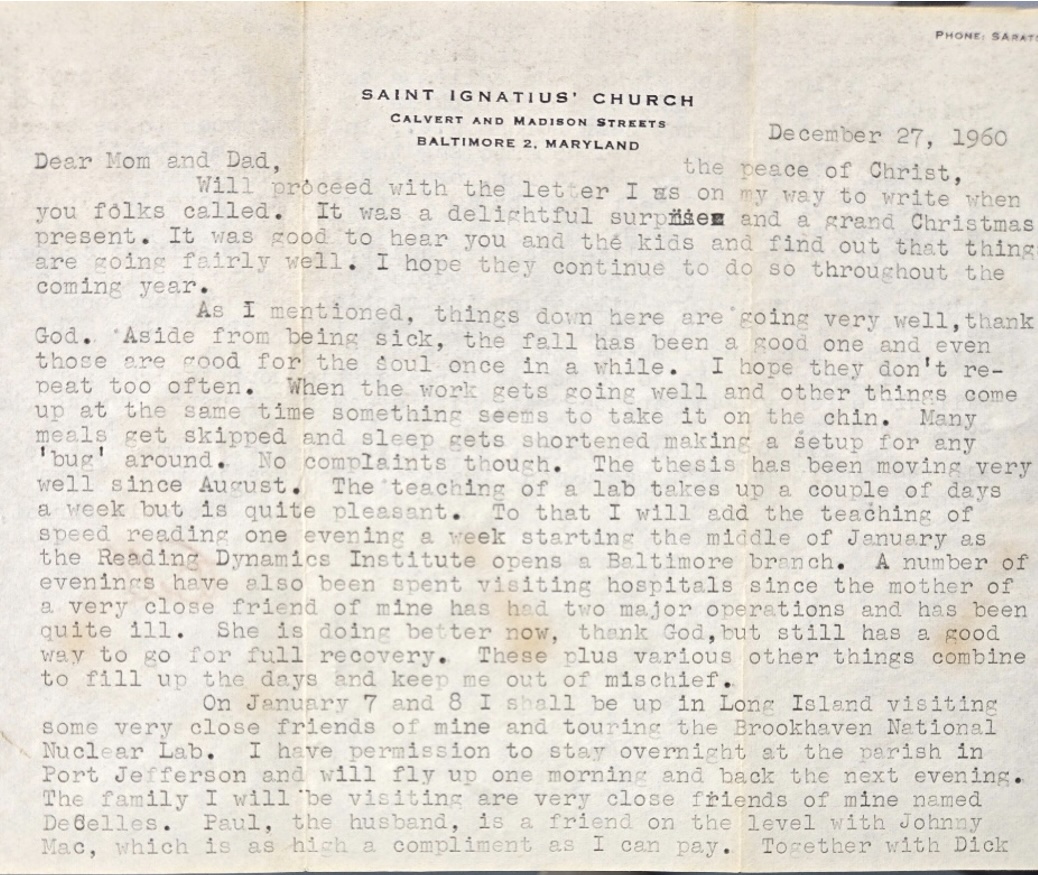 PHONE: SARAT
SAINT IGNATIUS' CHURCH
CALVERT AND MADISON STREETS
BALTIMORE 2, MARYLAND
December 27, 1960
Dear Mom and Dad,
the peace of Christ,
Will proceed with the letter I as on my way to write when
you folks called. It was a delightful and a grand Christmas
present. It was good to hear you and the kids and find out that thing
are going fairly well. I hope they continue to do so throughout the
coming year.
As I mentioned, things down here are going very well,thank
God. Aside from being sick, the fall has been a good one and even
those are good for the soul once in a while. I hope they don't re-
peat too often. When the work gets going well and other things come
up at the same time something seems to take it on the chin. Many
meals get skipped and sleep gets shortened making a setup for any
'bug' around. No complaints though. The thesis has been moving very
well since August. The teaching of a lab takes up a couple of days
a week but is quite pleasant. To that I will add the teaching of
speed reading one evening a week starting the middle of January as
the Reading Dynamics Institute opens a Baltimore branch. A number of
evenings have also been spent visiting hospitals since the mother of
a very close friend of mine has had two major operations and has been
quite ill. She is doing better now, thank God,but still has a good
way to go for full recovery. These plus various other things combine
to fill up the days and keep me out of mischief.
On January 7 and 8 I shall be up in Long Island visiting
some very close friends of mine and touring the Brookhaven National
Nuclear Lab. I have permission to stay overnight at the parish in
Port Jefferson and will fly up one morning and back the next evening.
The family I will be visiting are very close friends of mine named
Paul, the husband, is a friend on the level with Johnny
Mac, which is as high a compliment as I can pay. Together with Dick